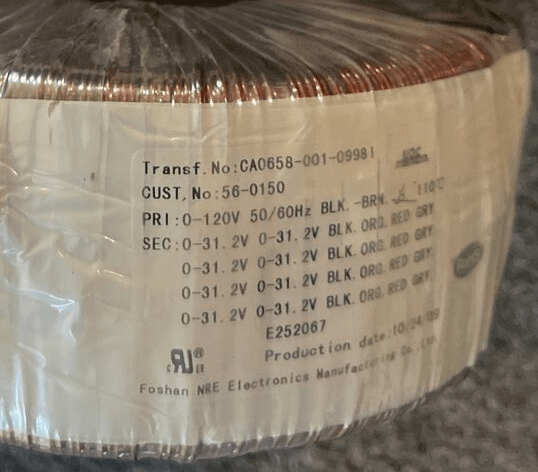 Transf. No:CA0658-001-09981
CUST. No:56-0150
PRI:0-120V 50/60Hz BLK. -BRN. 110℃
SEC:0-31. 2V 0-31. 2V BLK. ORG. RED GRY
0-31. 2V 0-31. 2V BLK. ORG. RED GRY.
0-31. 2V 0-31. 2V BLK. ORG. RED GRY.
0-31. 2V 0-31. 2V BLK. ORG. RED GRY.
E252067
Production date:10/24/09
Foshan NRE Electronics Manufacturing Co., Ltd